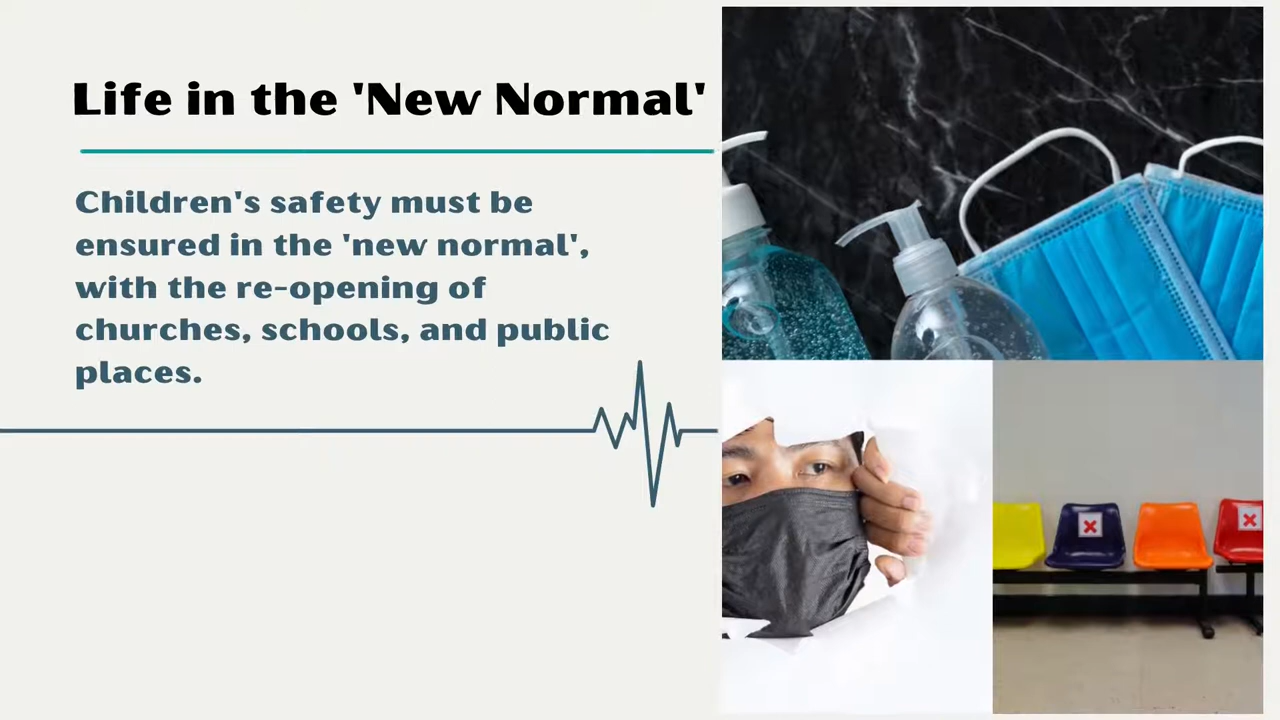 Life in the 'New Normal'
Children's safety must be
ensured in the 'new normal',
with the re-opening of
churches, schools, and public
places.